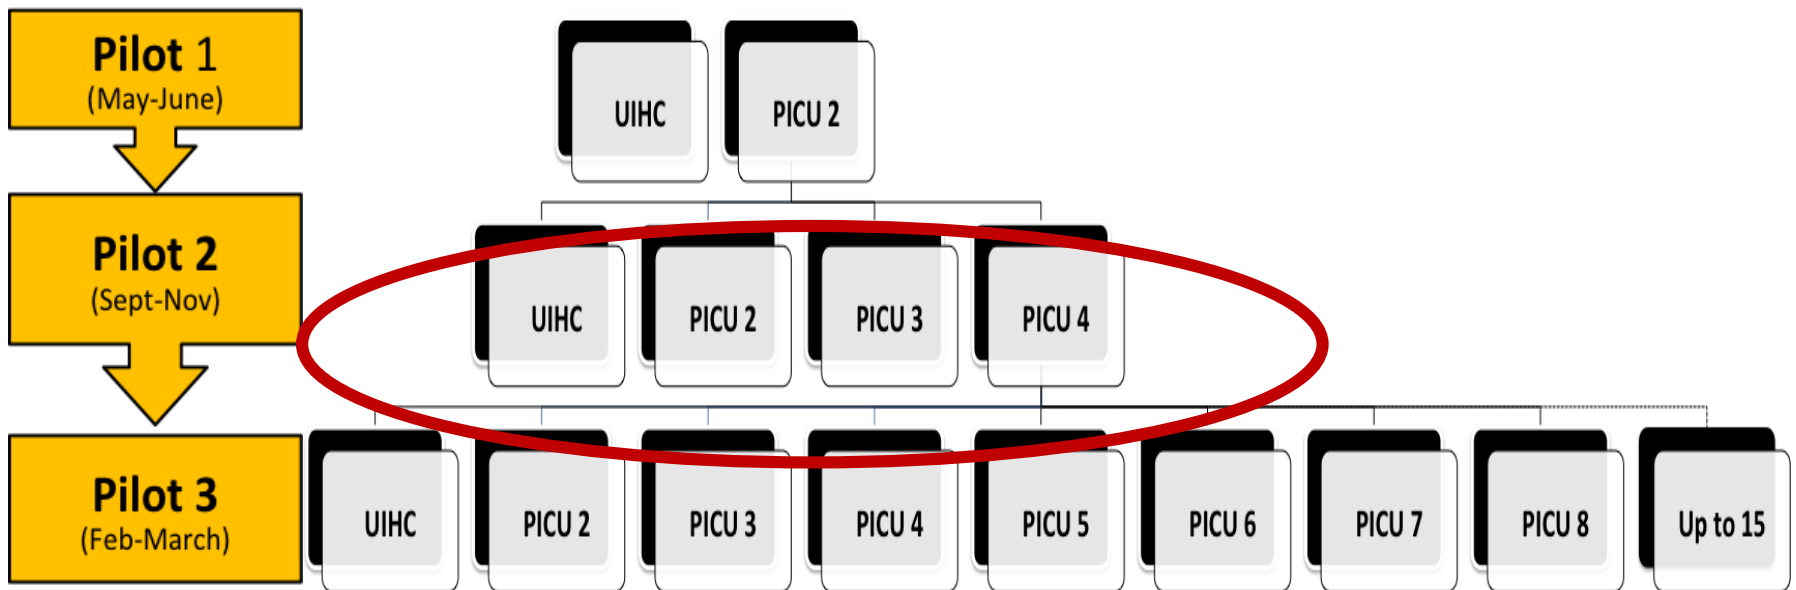 Pilot 1
(May-June)
UIHC
PICU 2
Pilot 2
(Sept-Nov)
UIHC
PICU 2
PICU 3
PICU 4
Pilot 3
(Feb-March)
UIHC
PICU 2
PICU 3
PICU 4
PICU 5
PICU 6
PICU 7
PICU 8
Up to 15